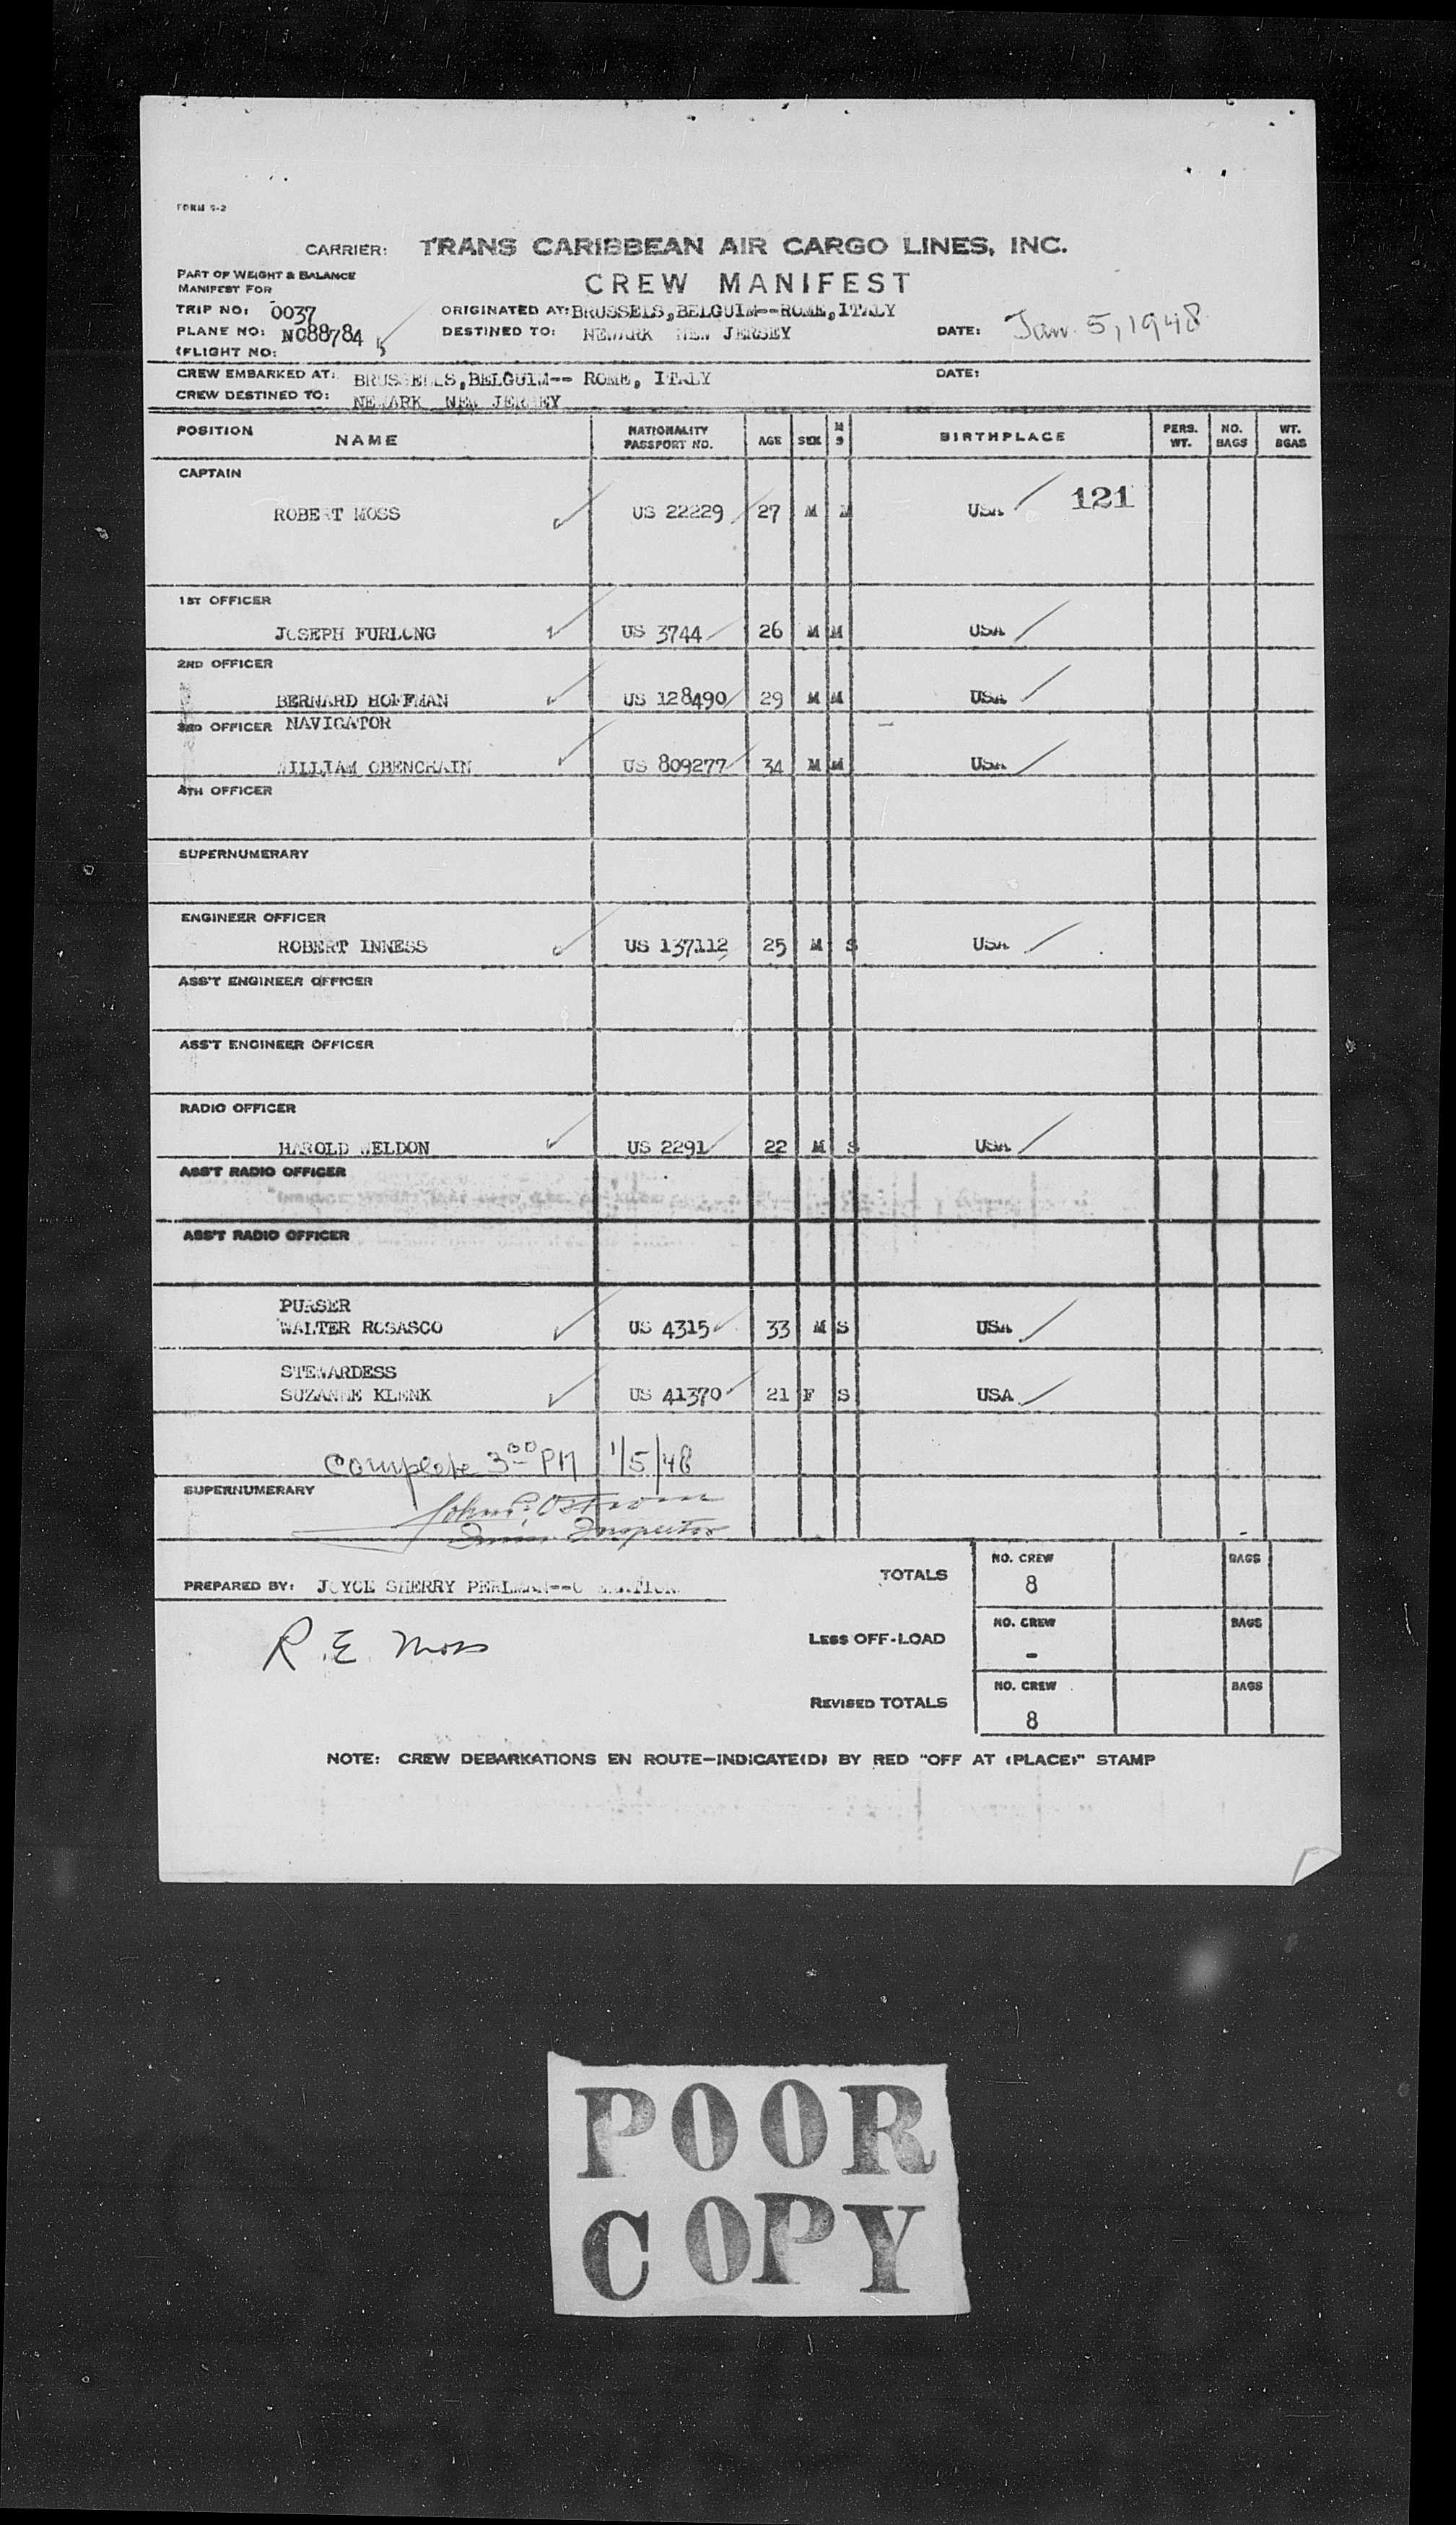 FORM 9-2
CARRIER: TRANS CARIBBEAN AIR CARGO LINES, INC.
PART OF WEIGHT & BALANCE
MANIFEST FOR
CREW MANIFEST
TRIP NO: 0037 ORIGINATED AT: BRUSSELS,BELGUIM--ROME,ITALY
PLANE NO: NC88784 DESTINED TO: NEWARK NEW JERSEY DATE: Jan. 5, 1948
(FLIGHT NO: )
CREW EMBARKED AT: BRUSSELLS,BELGUIM-- ROME, ITALY DATE:
CREW DESTINED TO: NEWARK NEW JERSEY
POSITION NAME NATIONALITY PASSPORT NO. AGE SEX M S BIRTHPLACE PERS. WT. NO. BAGS WT. BGAS
CAPTAIN
ROBERT MOSS US 22229 27 M M USA 121
1ST OFFICER
JOSEPH FURLONG US 3744 26 M M USA
2ND OFFICER
BERNARD HOFFMAN US 128490 29 M M USA
3RD OFFICER NAVIGATOR
WILLIAM OBENCHAIN US 809277 34 M M USA
4TH OFFICER
SUPERNUMERARY
ENGINEER OFFICER
ROBERT INNESS US 137112 25 M S USA
ASS'T ENGINEER OFFICER
ASS'T ENGINEER OFFICER
RADIO OFFICER
HAROLD WELDON US 2291 22 M S USA
ASS'T RADIO OFFICER
ASS'T RADIO OFFICER
PURSER
WALTER ROSASCO US 4315 33 M S USA
STEWARDESS
SUZANNE KLENK US 41370 21 F S USA
Complete 3 00 PM 1/5/48
SUPERNUMERARY
John P. Ostrom
Imm. Inspector
PREPARED BY: JOYCE SHERRY PERLMAN--OPERATIONS
TOTALS NO. CREW 8 BAGS
R.E. Moss
LESS OFF-LOAD NO. CREW - BAGS
REVISED TOTALS NO. CREW 8 BAGS
NOTE: CREW DEBARKATIONS EN ROUTE-INDICATE(D) BY RED "OFF AT (PLACE)" STAMP
POOR
COPY